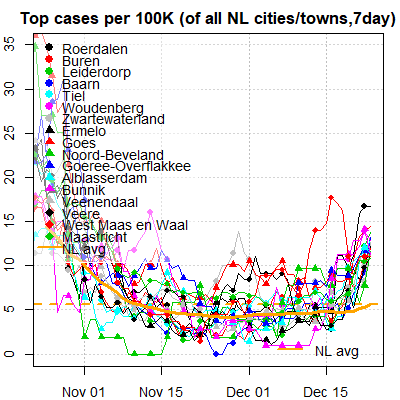 Top cases per 100K (of all NL cities/towns,7day)
35
30
25
20
15
10
5
0
Roerdalen
Buren
Leiderdorp
Baarn
Tiel
Woudenberg
Zwartewaterland
Ermelo
Goes
Noord-Beveland
Goeree-Overflakkee
Alblasserdam
Bunnik
Veenendaal
Veere
West Maas en Waal
Maastricht
NL avg
NL avg
Nov 01
Nov 15
Dec 01
Dec 15